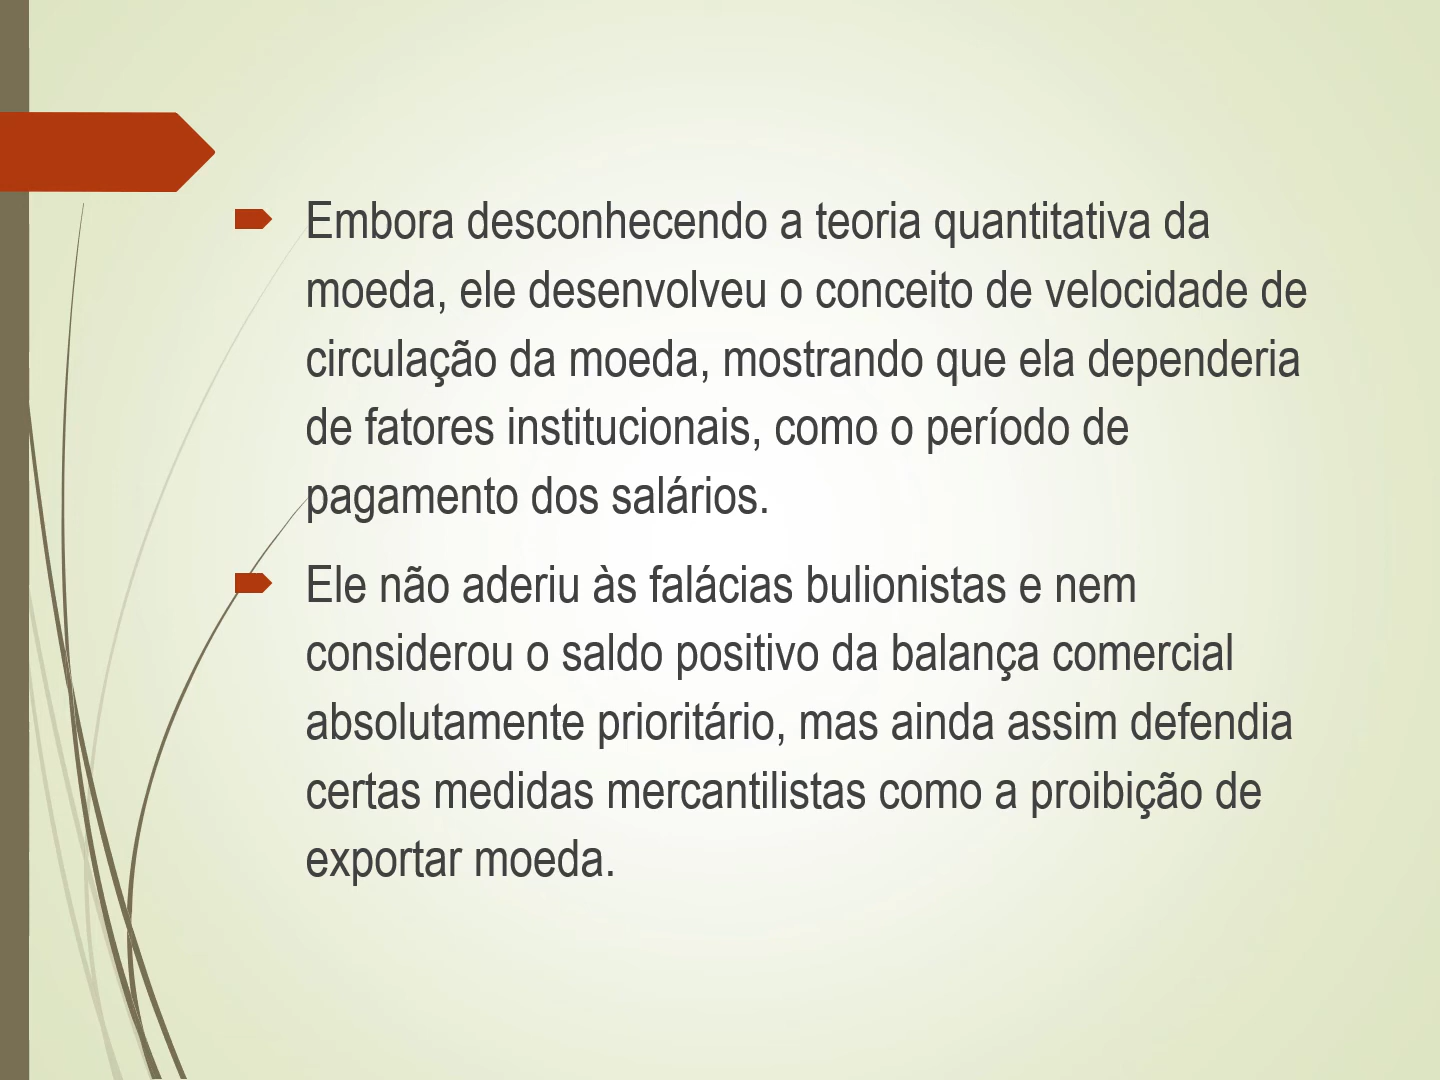 Embora desconhecendo a teoria quantitativa da
moeda, ele desenvolveu o conceito de velocidade de
circulação da moeda, mostrando que ela dependeria
de fatores institucionais, como o período de
pagamento dos salários.
Ele não aderiu às falácias bulionistas e nem
considerou o saldo positivo da balança comercial
absolutamente prioritário, mas ainda assim defendia
certas medidas mercantilistas como a proibição de
exportar moeda.